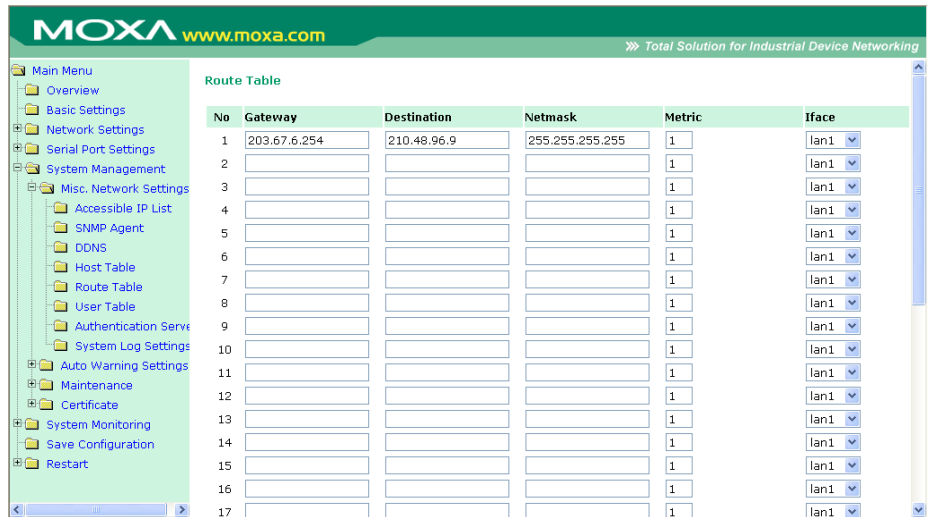 MOXA www.moxa.com
Total Solution for Industrial Device Networking
Main Menu
Overview
Basic Settings
Network Settings
Serial Port Settings
System Management
Misc. Network Settings
Accessible IP List
SNMP Agent
DDNS
Host Table
Route Table
User Table
Authentication Serve
System Log Settings
Auto Warning Settings
Maintenance
Certificate
System Monitoring
Save Configuration
Restart
Route Table
No Gateway Destination Netmask Metric Iface
1 203.67.6.254 210.48.96.9 255.255.255.255 1 lan1
2 1 lan1
3 1 lan1
4 1 lan1
5 1 lan1
6 1 lan1
7 1 lan1
8 1 lan1
9 1 lan1
10 1 lan1
11 1 lan1
12 1 lan1
13 1 lan1
14 1 lan1
15 1 lan1
16 1 lan1
17 1 lan1